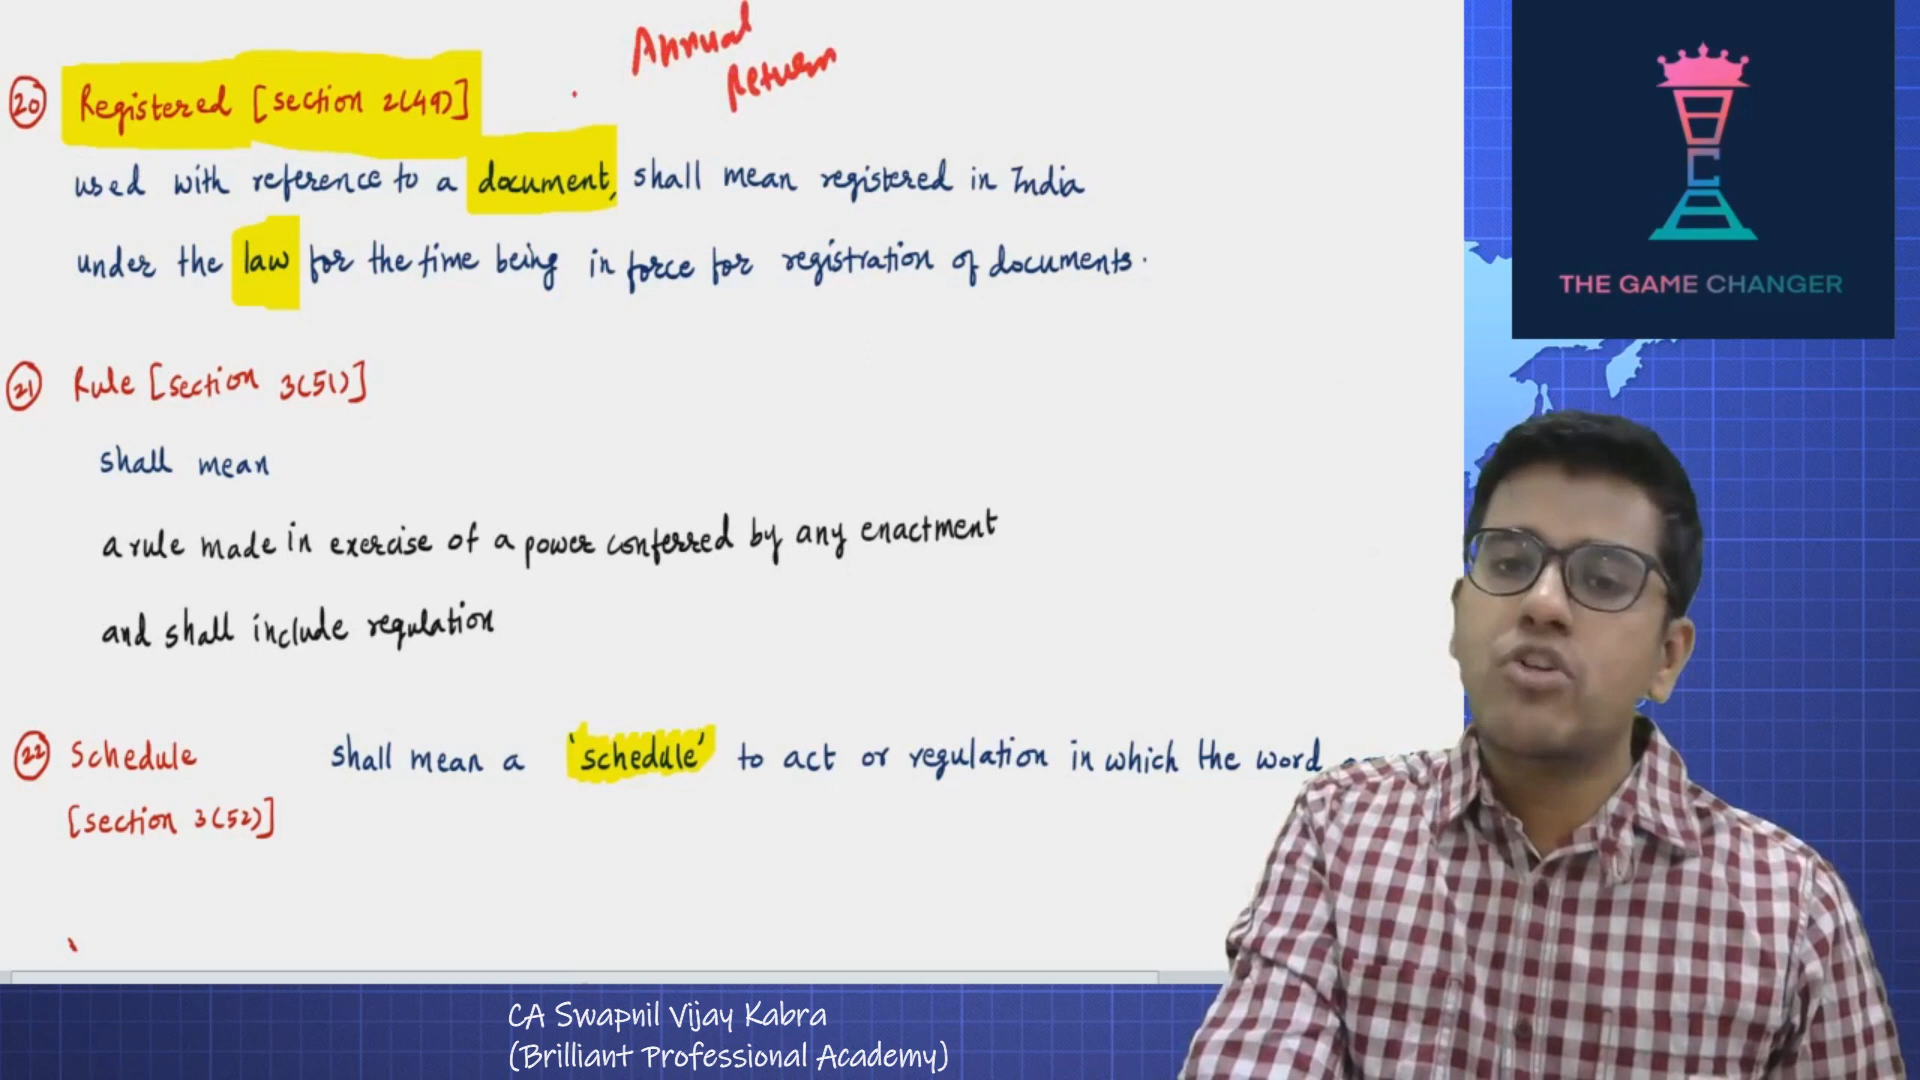 Annual
Return
20 Registered [section 2(49)]
used with reference to a document, shall mean registered in India
under the law for the time being in force for registration of documents.
21 Rule [section 3(51)]
shall mean
a rule made in exercise of a power conferred by any enactment
and shall include regulation
22 Schedule shall mean a 'schedule' to act or regulation in which the word
[section 3(52)]
THE GAME CHANGER
CA Swapnil Vijay Kabra
(Brilliant Professional Academy)